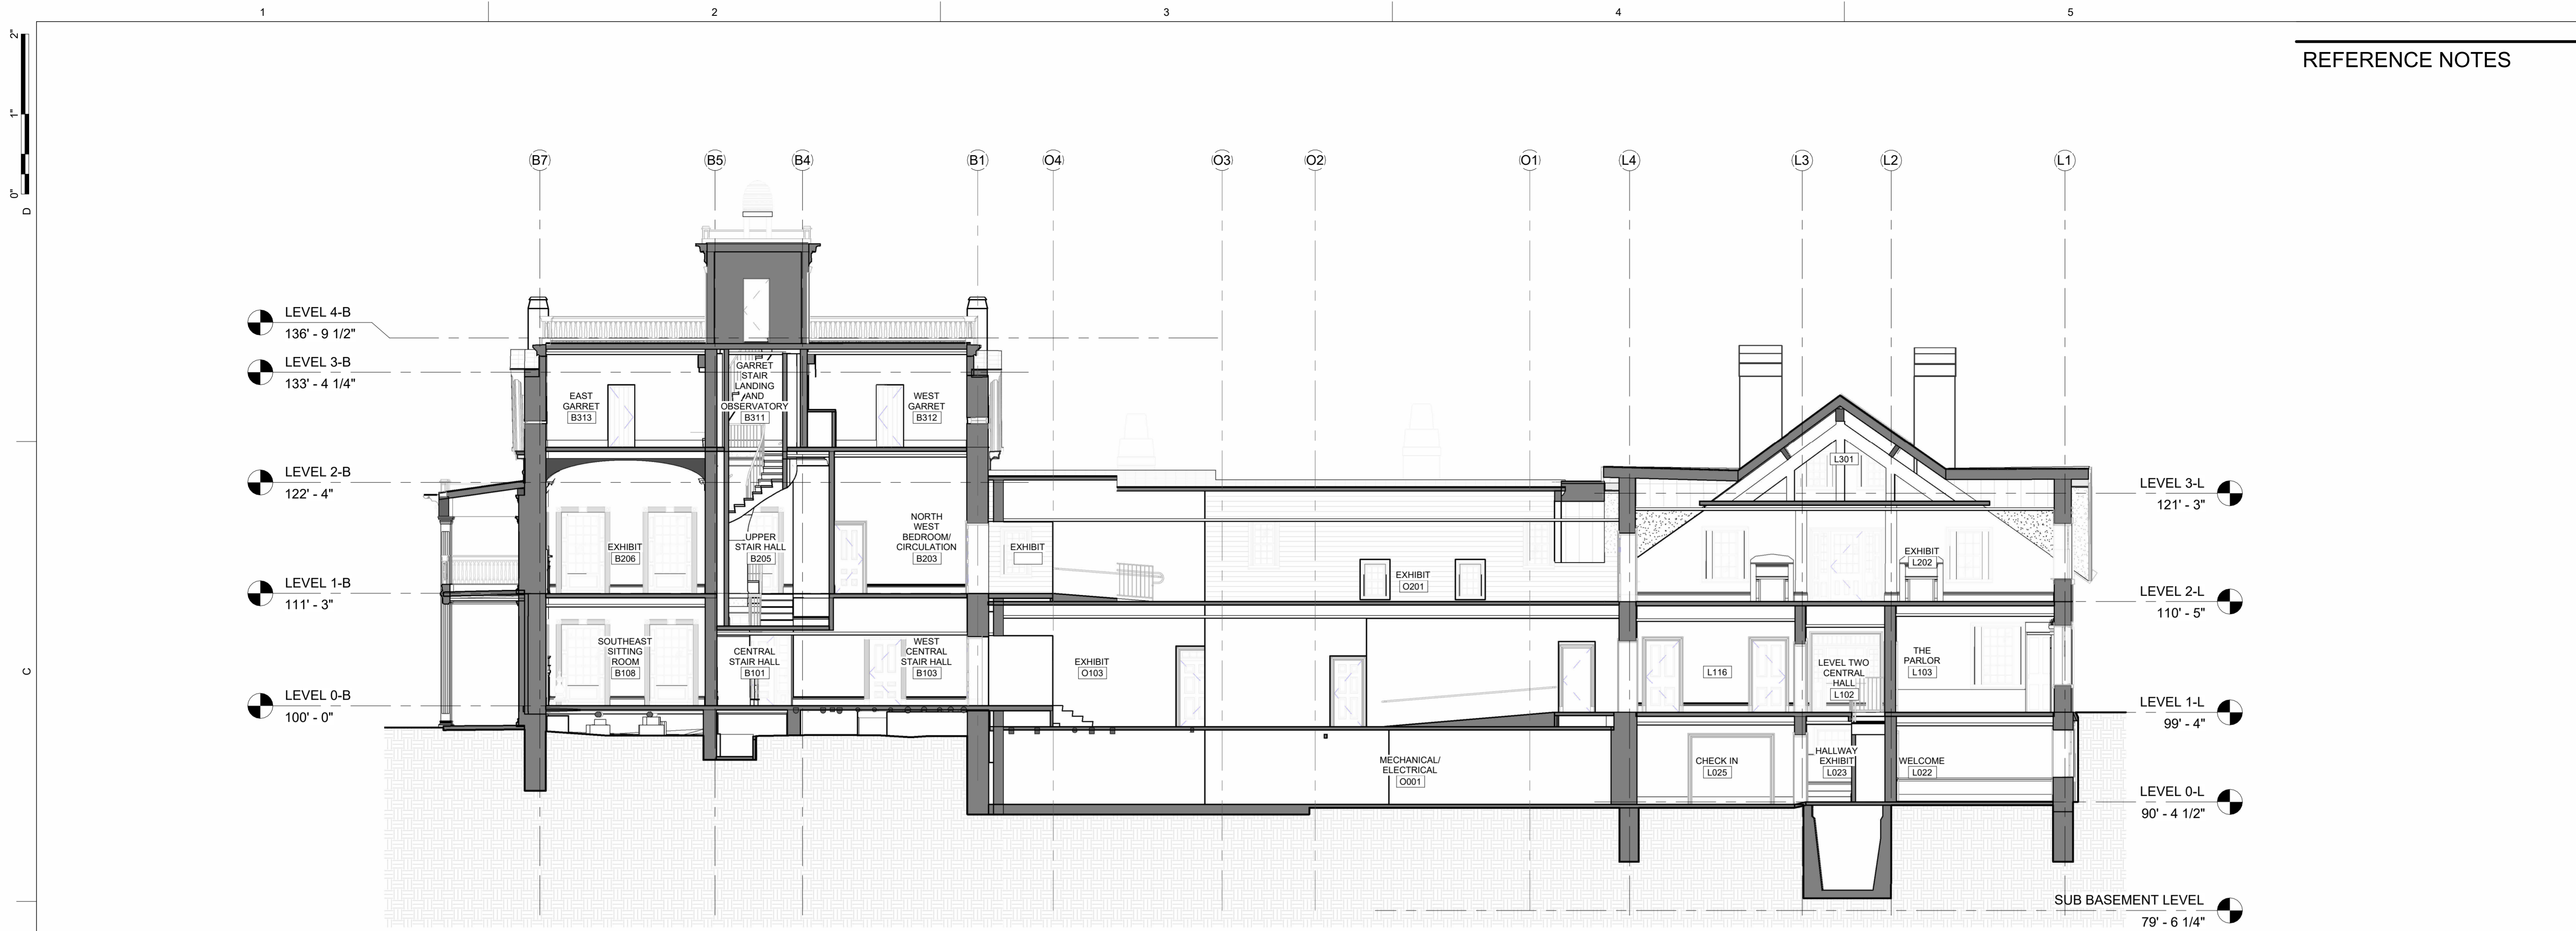 1
2
3
4
5
2"
1"
0"
D
C
REFERENCE NOTES
B7
B5
B4
B1
O4
O3
O2
O1
L4
L3
L2
L1
LEVEL 4-B
136' - 9 1/2"
LEVEL 3-B
133' - 4 1/4"
LEVEL 2-B
122' - 4"
LEVEL 1-B
111' - 3"
LEVEL 0-B
100' - 0"
EAST
GARRET
B313
GARRET
STAIR
LANDING
AND
OBSERVATORY
B311
WEST
GARRET
B312
EXHIBIT
B206
UPPER
STAIR HALL
B205
NORTH
WEST
BEDROOM/
CIRCULATION
B203
EXHIBIT
EXHIBIT
O201
L301
EXHIBIT
L202
SOUTHEAST
SITTING
ROOM
B108
CENTRAL
STAIR HALL
B101
WEST
CENTRAL
STAIR HALL
B103
EXHIBIT
O103
L116
LEVEL TWO
CENTRAL
HALL
L102
THE
PARLOR
L103
MECHANICAL/
ELECTRICAL
O001
CHECK IN
L025
HALLWAY
EXHIBIT
L023
WELCOME
L022
LEVEL 3-L
121' - 3"
LEVEL 2-L
110' - 5"
LEVEL 1-L
99' - 4"
LEVEL 0-L
90' - 4 1/2"
SUB BASEMENT LEVEL
79' - 6 1/4"